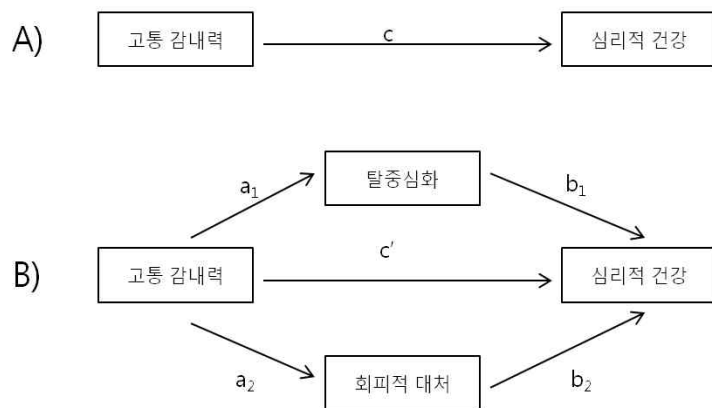 A)
고통 감내력
c
심리적 건강
탈중심화
a₁
b₁
B)
고통 감내력
c′
심리적 건강
a₂
회피적 대처
b₂